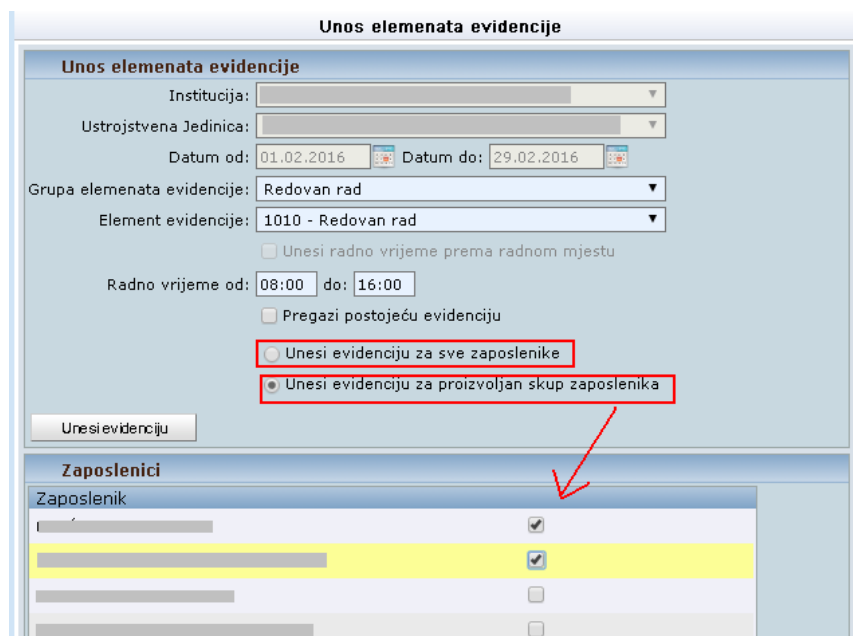 Unos elemenata evidencije
Unos elemenata evidencije
Institucija:
Ustrojstvena Jedinica:
Datum od: 01.02.2016 Datum do: 29.02.2016
Grupa elemenata evidencije: Redovan rad
Element evidencije: 1010 - Redovan rad
Unesi radno vrijeme prema radnom mjestu
Radno vrijeme od: 08:00 do: 16:00
Pregazi postojeću evidenciju
Unesi evidenciju za sve zaposlenike
Unesi evidenciju za proizvoljan skup zaposlenika
Unesi evidenciju
Zaposlenici
Zaposlenik